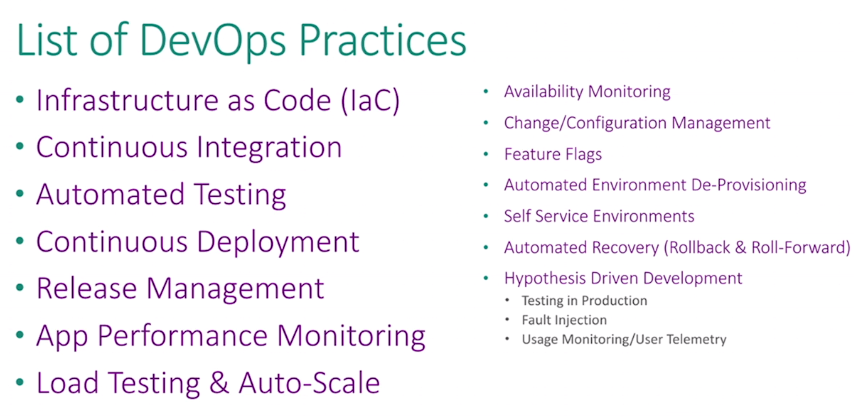 List of DevOps Practices
• Infrastructure as Code (IaC)
• Continuous Integration
• Automated Testing
• Continuous Deployment
• Release Management
• App Performance Monitoring
• Load Testing & Auto-Scale
• Availability Monitoring
• Change/Configuration Management
• Feature Flags
• Automated Environment De-Provisioning
• Self Service Environments
• Automated Recovery (Rollback & Roll-Forward)
• Hypothesis Driven Development
• Testing in Production
• Fault Injection
• Usage Monitoring/User Telemetry